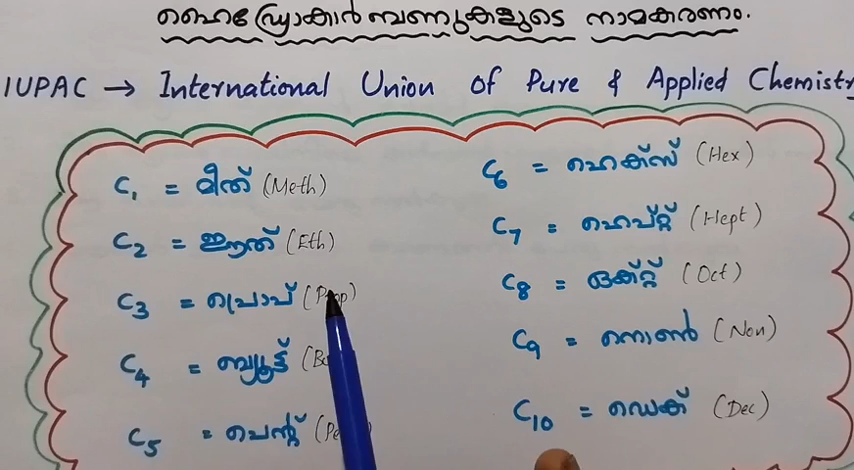 ഹൈഡ്രോകാർബണുകളുടെ നാമകരണം.
IUPAC → International Union of Pure & Applied Chemistry
C₁ = മീത് (Meth)
C₂ = ഈത് (Eth)
C₃ = പ്രൊപ് (Prop)
C₄ = ബ്യൂട്ട്
C₅ = പെന്റ്
C₆ = ഹെക്സ് (Hex)
C₇ = ഹെപ്റ്റ് (Hept)
C₈ = ഒക്റ്റ് (Oct)
C₉ = നൊൺ (Non)
C₁₀ = ഡെക് (Dec)